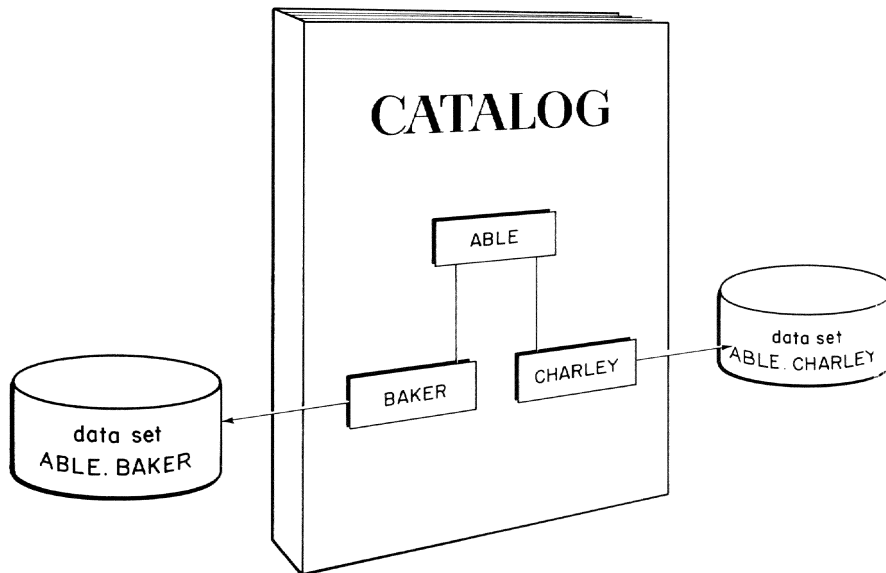 CATALOG
ABLE
BAKER
CHARLEY
data set
ABLE.BAKER
data set
ABLE.CHARLEY